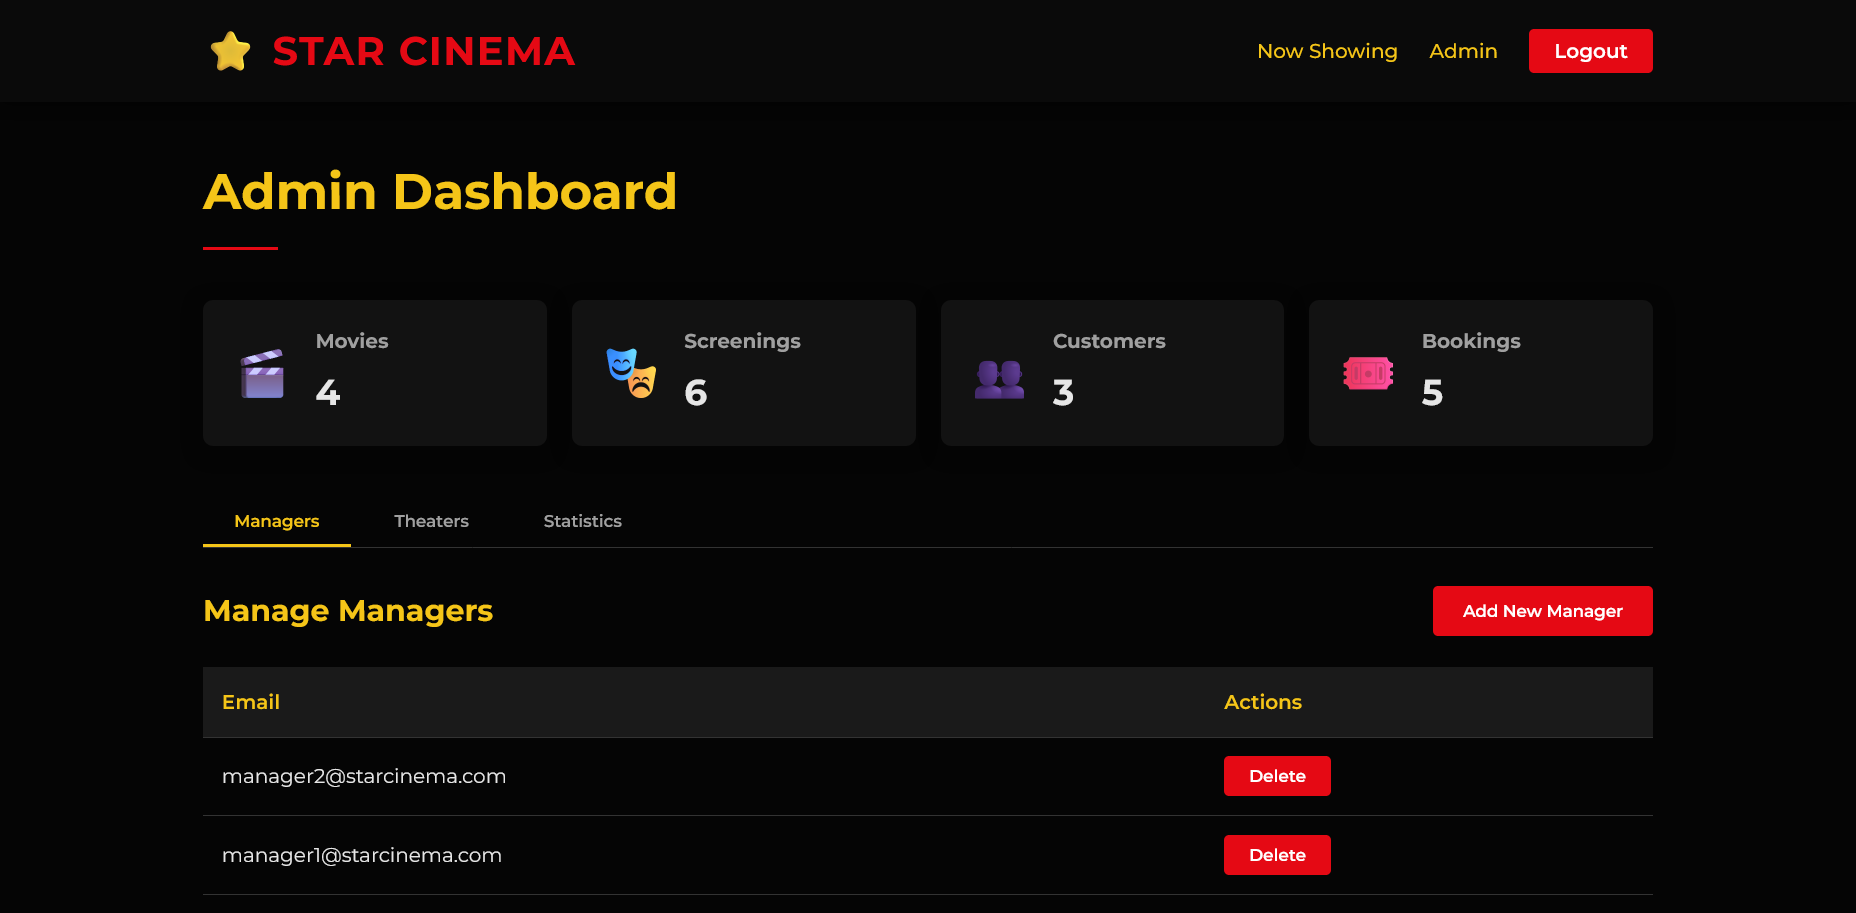 STAR CINEMA
Now Showing
Admin
Logout
Admin Dashboard
Movies
4
Screenings
6
Customers
3
Bookings
5
Managers
Theaters
Statistics
Manage Managers
Add New Manager
Email
Actions
manager2@starcinema.com
Delete
manager1@starcinema.com
Delete